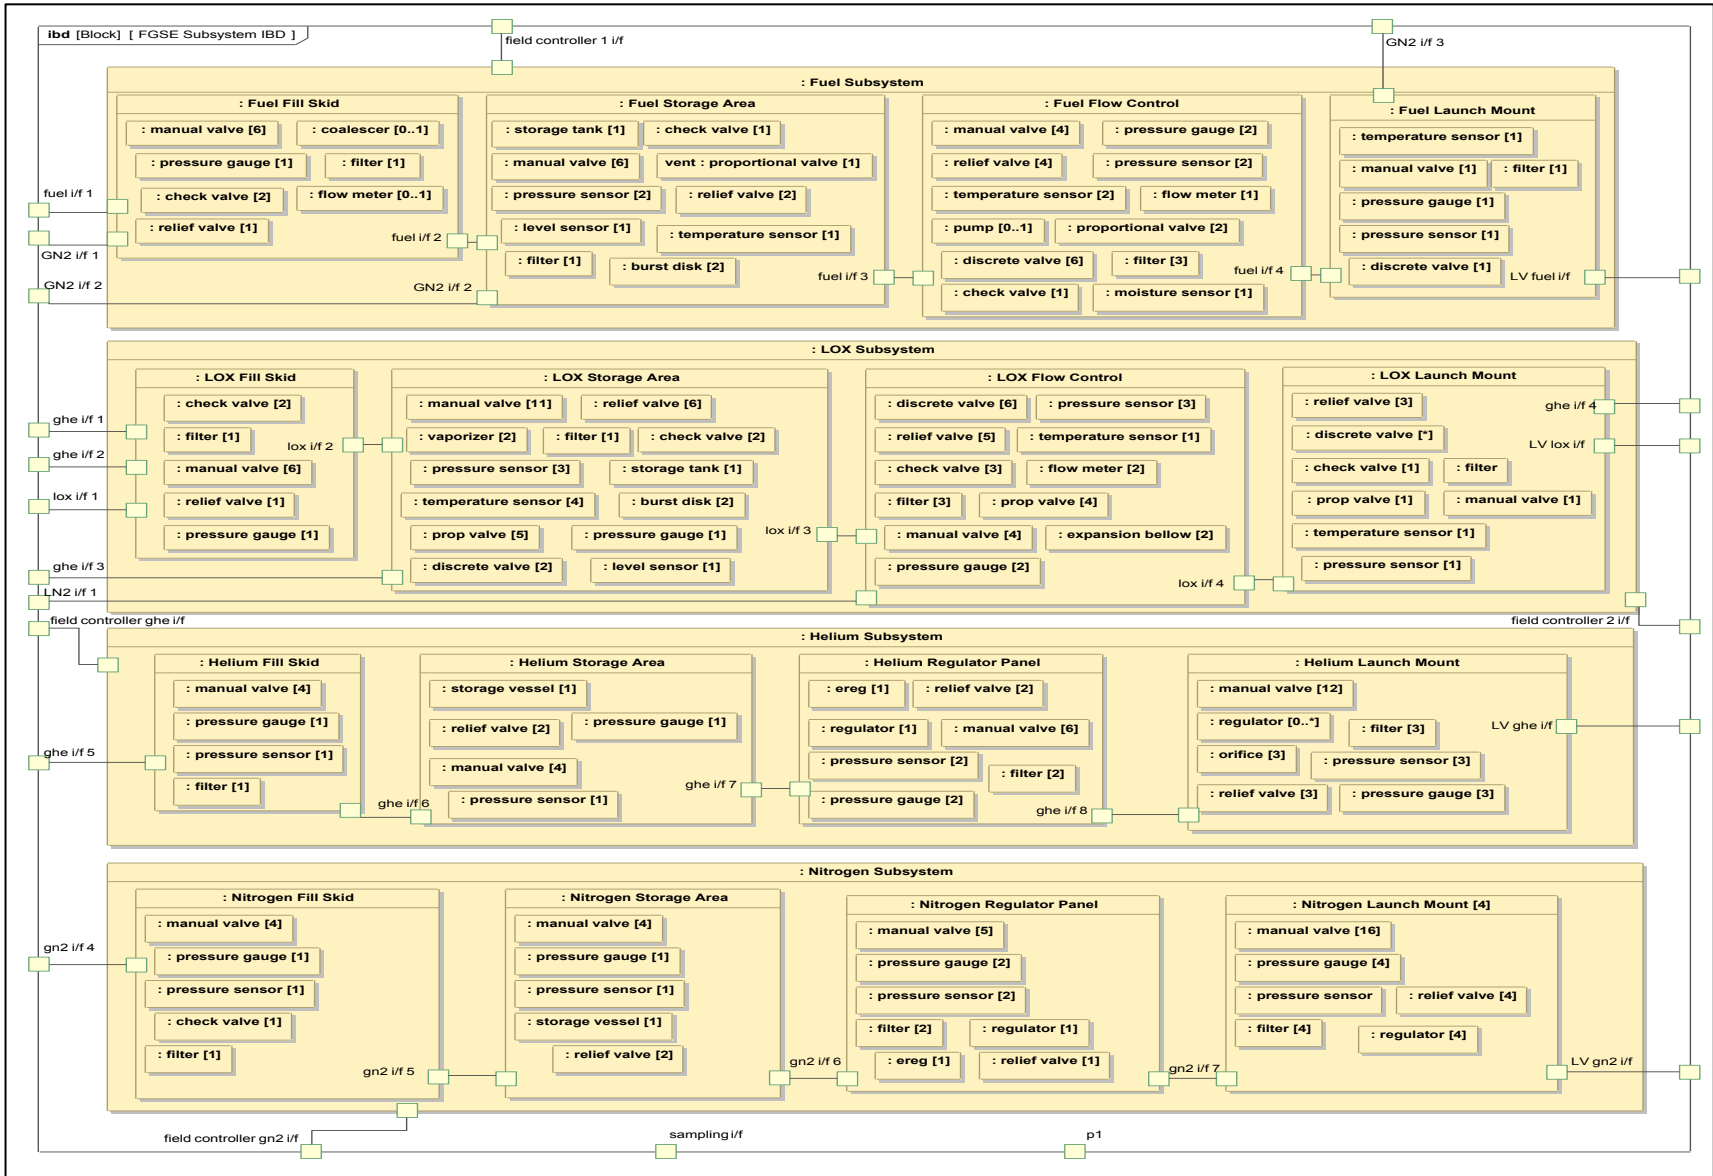 ibd [Block] [ FGSE Subsystem IBD ]
field controller 1 i/f
GN2 i/f 3
: Fuel Subsystem
: Fuel Fill Skid
: manual valve [6]
: coalescer [0..1]
: pressure gauge [1]
: filter [1]
: check valve [2]
: flow meter [0..1]
: relief valve [1]
fuel i/f 1
GN2 i/f 1
GN2 i/f 2
fuel i/f 2
GN2 i/f 2
: Fuel Storage Area
: storage tank [1]
: check valve [1]
: manual valve [6]
vent : proportional valve [1]
: pressure sensor [2]
: relief valve [2]
: level sensor [1]
: temperature sensor [1]
: filter [1]
: burst disk [2]
fuel i/f 3
: Fuel Flow Control
: manual valve [4]
: pressure gauge [2]
: relief valve [4]
: pressure sensor [2]
: temperature sensor [2]
: flow meter [1]
: pump [0..1]
: proportional valve [2]
: discrete valve [6]
: filter [3]
: check valve [1]
: moisture sensor [1]
fuel i/f 4
: Fuel Launch Mount
: temperature sensor [1]
: manual valve [1]
: filter [1]
: pressure gauge [1]
: pressure sensor [1]
: discrete valve [1]
LV fuel i/f
: LOX Subsystem
: LOX Fill Skid
: check valve [2]
: filter [1]
: manual valve [6]
: relief valve [1]
: pressure gauge [1]
ghe i/f 1
ghe i/f 2
lox i/f 1
ghe i/f 3
LN2 i/f 1
lox i/f 2
: LOX Storage Area
: manual valve [11]
: relief valve [6]
: vaporizer [2]
: filter [1]
: check valve [2]
: pressure sensor [3]
: storage tank [1]
: temperature sensor [4]
: burst disk [2]
: prop valve [5]
: pressure gauge [1]
: discrete valve [2]
: level sensor [1]
lox i/f 3
: LOX Flow Control
: discrete valve [6]
: pressure sensor [3]
: relief valve [5]
: temperature sensor [1]
: check valve [3]
: flow meter [2]
: filter [3]
: prop valve [4]
: manual valve [4]
: expansion bellow [2]
: pressure gauge [2]
lox i/f 4
: LOX Launch Mount
: relief valve [3]
: discrete valve [*]
: check valve [1]
: filter
: prop valve [1]
: manual valve [1]
: temperature sensor [1]
: pressure sensor [1]
ghe i/f 4
LV lox i/f
field controller ghe i/f
field controller 2 i/f
: Helium Subsystem
: Helium Fill Skid
: manual valve [4]
: pressure gauge [1]
: pressure sensor [1]
: filter [1]
ghe i/f 5
ghe i/f 6
: Helium Storage Area
: storage vessel [1]
: relief valve [2]
: pressure gauge [1]
: manual valve [4]
: pressure sensor [1]
ghe i/f 7
: Helium Regulator Panel
: ereg [1]
: relief valve [2]
: regulator [1]
: manual valve [6]
: pressure sensor [2]
: filter [2]
: pressure gauge [2]
ghe i/f 8
: Helium Launch Mount
: manual valve [12]
: regulator [0..*]
: filter [3]
: orifice [3]
: pressure sensor [3]
: relief valve [3]
: pressure gauge [3]
LV ghe i/f
: Nitrogen Subsystem
: Nitrogen Fill Skid
: manual valve [4]
: pressure gauge [1]
: pressure sensor [1]
: check valve [1]
: filter [1]
gn2 i/f 4
gn2 i/f 5
: Nitrogen Storage Area
: manual valve [4]
: pressure gauge [1]
: pressure sensor [1]
: storage vessel [1]
: relief valve [2]
gn2 i/f 6
: Nitrogen Regulator Panel
: manual valve [5]
: pressure gauge [2]
: pressure sensor [2]
: filter [2]
: regulator [1]
: ereg [1]
: relief valve [1]
gn2 i/f 7
: Nitrogen Launch Mount [4]
: manual valve [16]
: pressure gauge [4]
: pressure sensor
: relief valve [4]
: filter [4]
: regulator [4]
LV gn2 i/f
field controller gn2 i/f
sampling i/f
p1